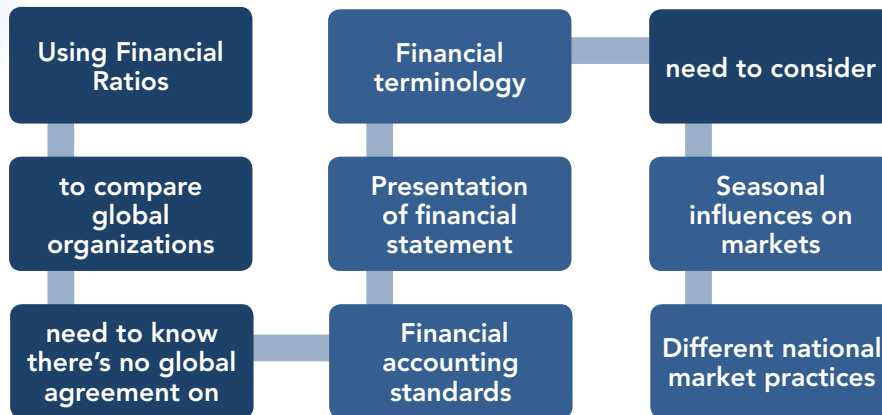 Using Financial
Ratios
to compare
global
organizations
need to know
there's no global
agreement on
Financial
accounting
standards
Presentation
of financial
statement
Financial
terminology
need to consider
Seasonal
influences on
markets
Different national
market practices